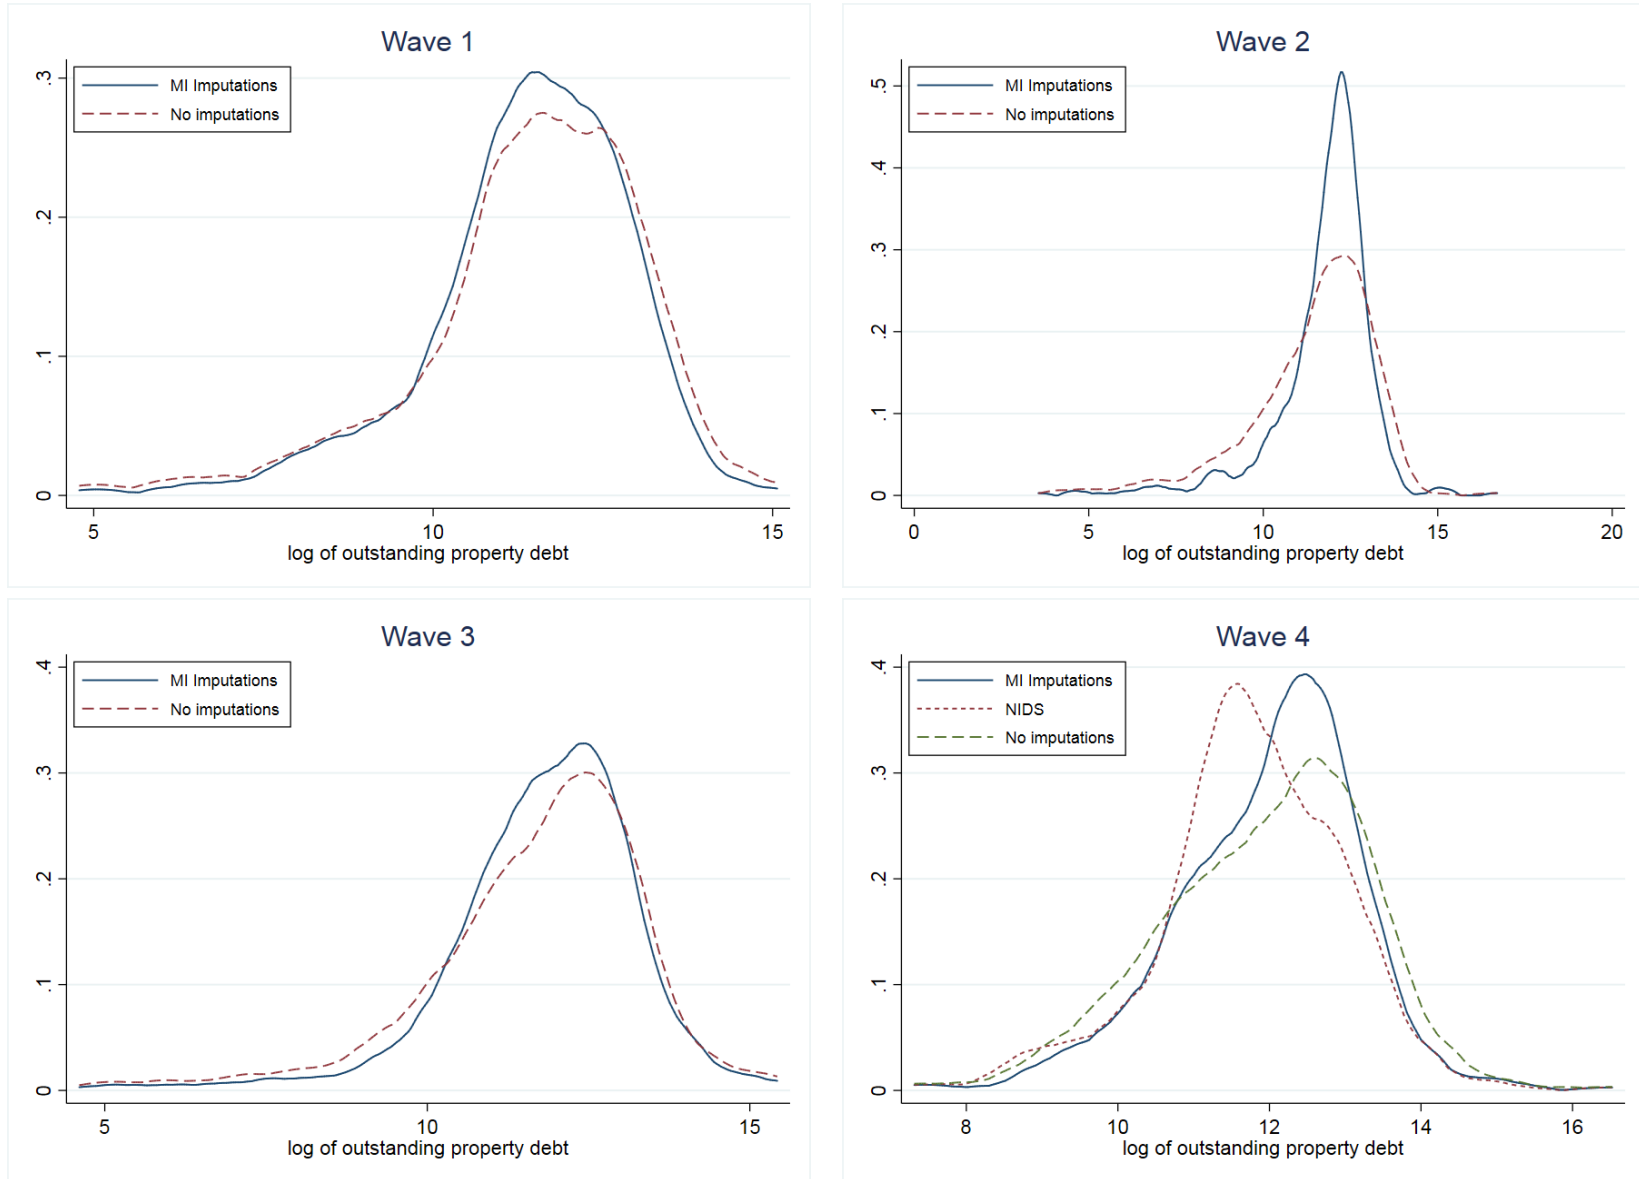 Wave 1
MI Imputations
No imputations
.3
.2
.1
0
5 10 15
log of outstanding property debt
Wave 2
MI Imputations
No imputations
.5
.4
.3
.2
.1
0
0 5 10 15 20
log of outstanding property debt
Wave 3
MI Imputations
No imputations
.4
.3
.2
.1
0
5 10 15
log of outstanding property debt
Wave 4
MI Imputations
NIDS
No imputations
.4
.3
.2
.1
0
8 10 12 14 16
log of outstanding property debt